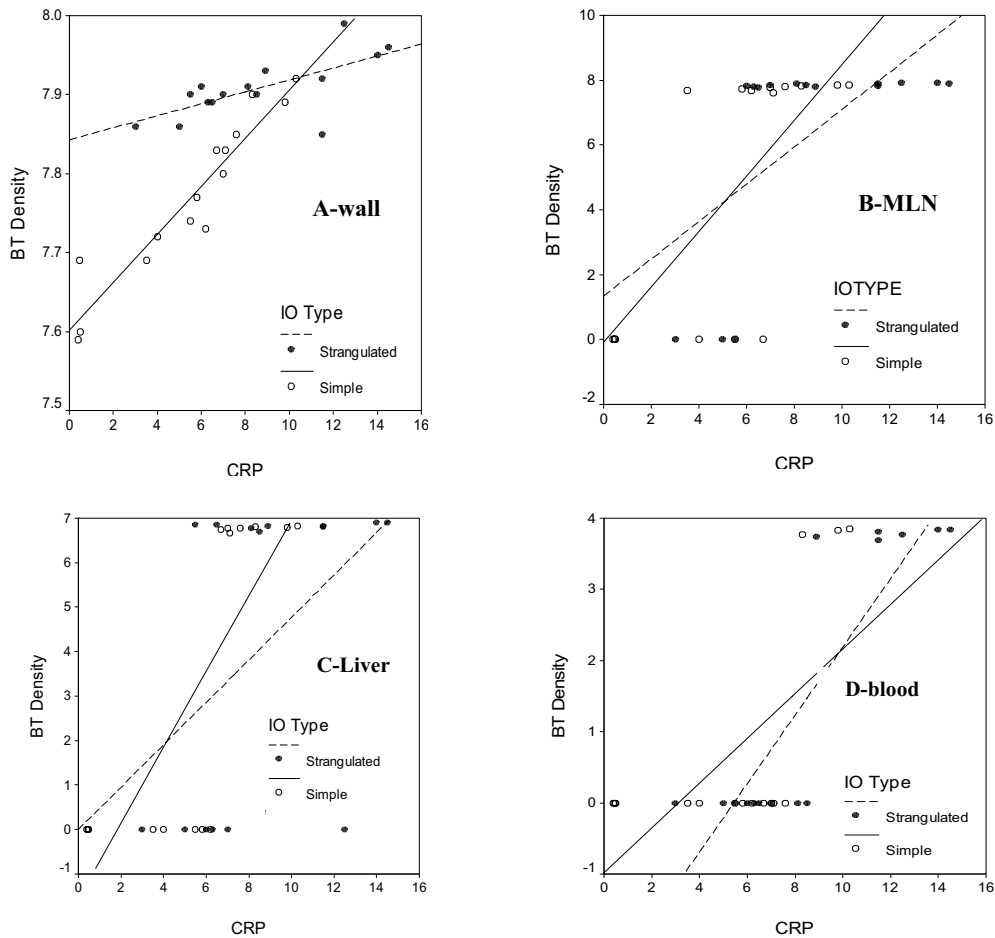 8.0
7.9
7.8
7.7
7.6
7.5
BT Density
A-wall
IO Type
Strangulated
Simple
0 2 4 6 8 10 12 14 16
CRP
10
8
6
4
2
0
-2
BT Density
B-MLN
IOTYPE
Strangulated
Simple
0 2 4 6 8 10 12 14 16
CRP
7
6
5
4
3
2
1
0
-1
BT Density
C-Liver
IO Type
Strangulated
Simple
0 2 4 6 8 10 12 14 16
CRP
4
3
2
1
0
-1
BT Density
D-blood
IO Type
Strangulated
Simple
0 2 4 6 8 10 12 14 16
CRP